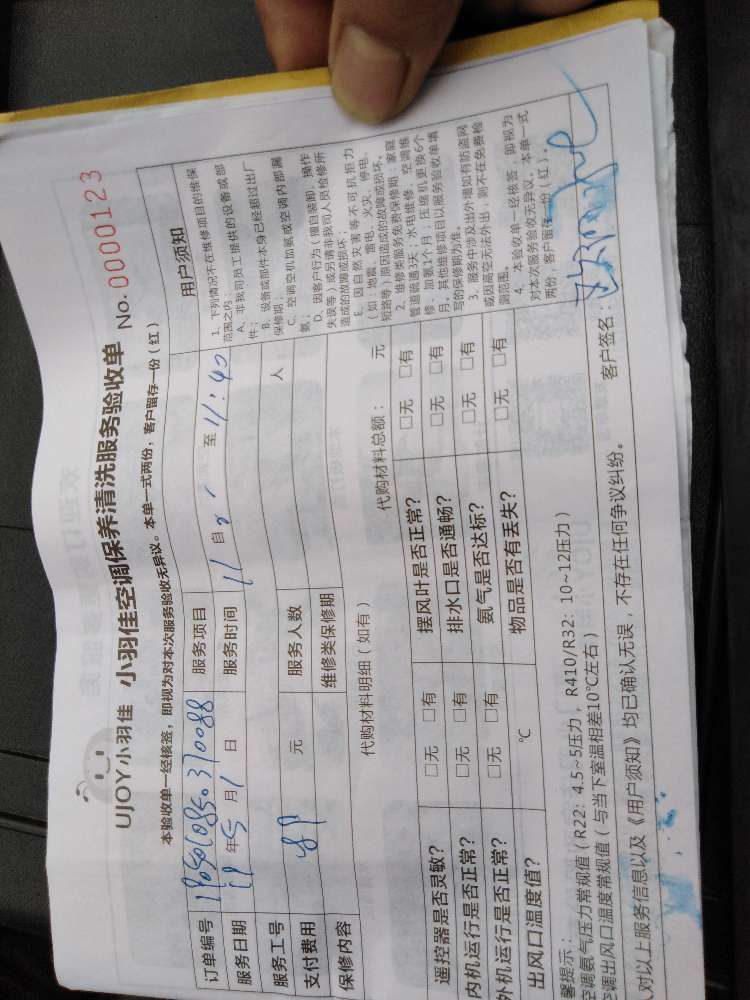 UJOY小羽佳 小羽佳空调保养清洗服务验收单 No. 0000123
本验收单一经核签，即视为对本次服务验收无异议。本单一式两份，客户留存一份（红）
订单编号 服务项目
服务日期 19年5月1日 服务时间 自 至 11:40
服务工号 服务人数 人
支付费用 元 维修类保修期
保修内容
代购材料明细（如有） 代购材料总额： 元
遥控器是否灵敏？ □无 □有 摆风叶是否正常？ □无 □有
内机运行是否正常？ □无 □有 排水口是否通畅？ □无 □有
外机运行是否正常？ □无 □有 氨气是否达标？ □无 □有
出风口温度值？ ℃ 物品是否有丢失？ □无 □有
用户须知
1、下列情况不在维修项目的维保
范围之内：
A、非我司员工提供的设备或部
件；
B、设备或部件本身已经超过出厂
保修期；
C、空调空机加氨或空调内部漏
氨；
D、因客户行为（擅自装卸、操作
失误等）或另请非我司人员检修所
造成的故障或损坏；
E、因自然灾害等不可抗拒力
（如：地震、雷电、火灾、停电、
短路等）原因造成的故障或损坏。
2、维修类服务免费保修期：家庭
管道疏通3天；水电维修、空调维
修、加氨1个月；压缩机更换6个
月。其他维修项目以服务验收单填
写的保修期为准。
3、服务中涉及出外墙如有防盗网
或因高空无法外出，则不在免费检
测范围。
4、本验收单一经核签，即视为
对本次服务验收无异议。本单一式
两份，客户留存一份（红）。
馨提示：
空调氨气压力常规值（R22：4.5~5压力，R410/R32：10~12压力）
空调出风口温度常规值（与当下室温相差10℃左右）
对以上服务信息以及《用户须知》均已确认无误，不存在任何争议纠纷。 客户签名：